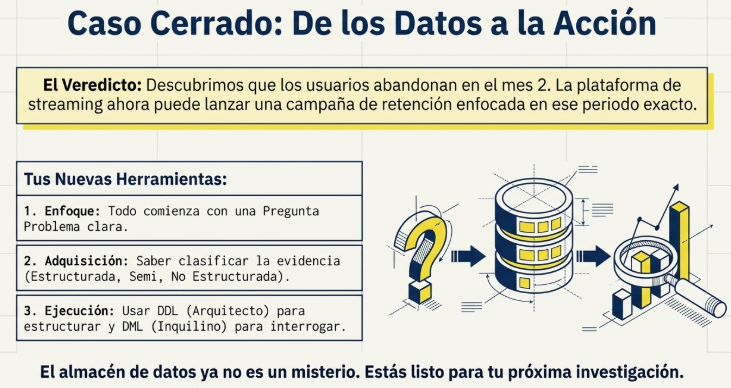 Caso Cerrado: De los Datos a la Acción
El Veredicto: Descubrimos que los usuarios abandonan en el mes 2. La plataforma de
streaming ahora puede lanzar una campaña de retención enfocada en ese periodo exacto.
Tus Nuevas Herramientas:
1. Enfoque: Todo comienza con una Pregunta
Problema clara.
2. Adquisición: Saber clasificar la evidencia
(Estructurada, Semi, No Estructurada).
3. Ejecución: Usar DDL (Arquitecto) para
estructurar y DML (Inquilino) para interrogar.
El almacén de datos ya no es un misterio. Estás listo para tu próxima investigación.